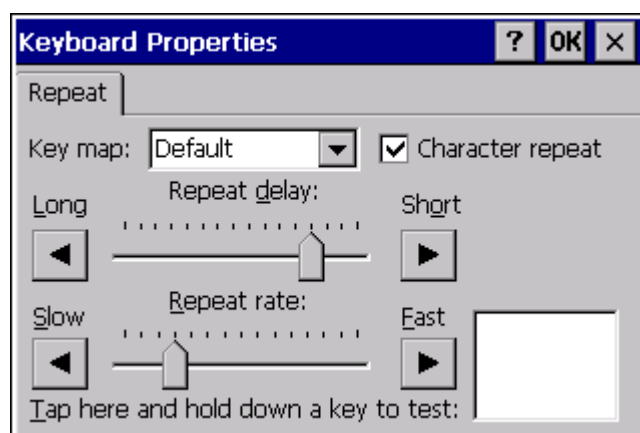 Keyboard Properties ? OK ×
Repeat
Key map: Default Character repeat
Repeat delay:
Long Short
Repeat rate:
Slow Fast
Tap here and hold down a key to test: